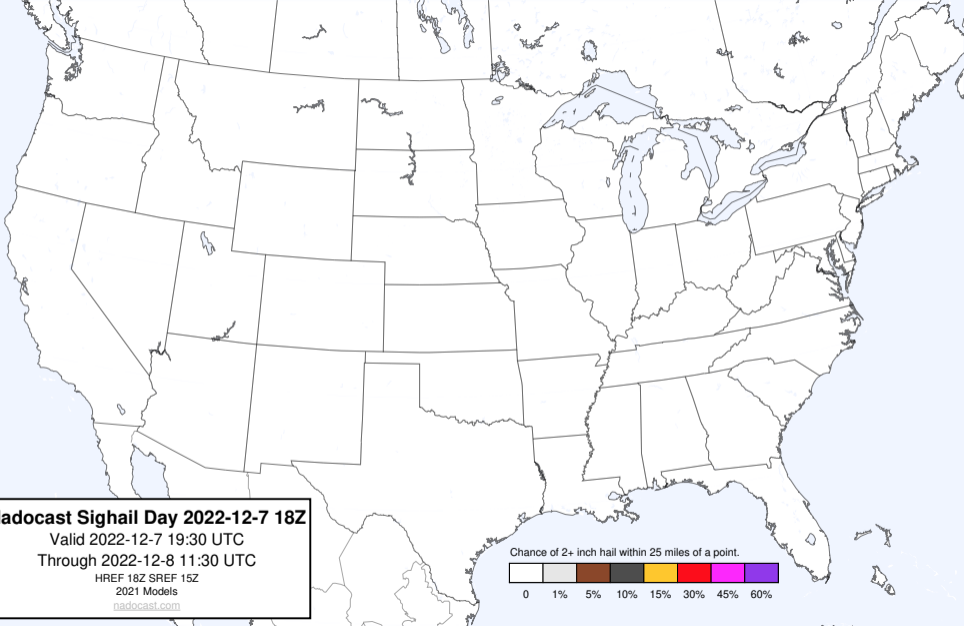 adocast Sighail Day 2022-12-7 18Z
Valid 2022-12-7 19:30 UTC
Through 2022-12-8 11:30 UTC
HREF 18Z SREF 15Z
2021 Models
nadocast.com
Chance of 2+ inch hail within 25 miles of a point.
0 1% 5% 10% 15% 30% 45% 60%